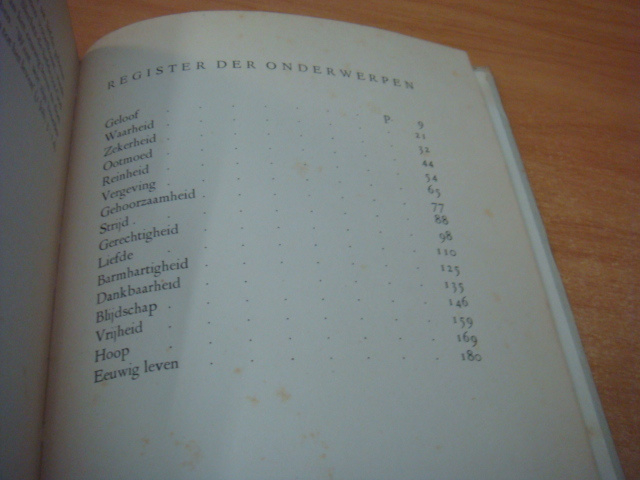 REGISTER DER ONDERWERPEN
Geloof . . . . . . . P. 9
Waarheid . . . . . . . 21
Zekerheid . . . . . . . 32
Ootmoed . . . . . . . 44
Reinheid . . . . . . . 54
Vergeving . . . . . . . 65
Gehoorzaamheid . . . . . . . 77
Strijd . . . . . . . 88
Gerechtigheid . . . . . . . 98
Liefde . . . . . . . 110
Barmhartigheid . . . . . . . 125
Dankbaarheid . . . . . . . 135
Blijdschap . . . . . . . 146
Vrijheid . . . . . . . 159
Hoop . . . . . . . 169
Eeuwig leven . . . . . . . 180